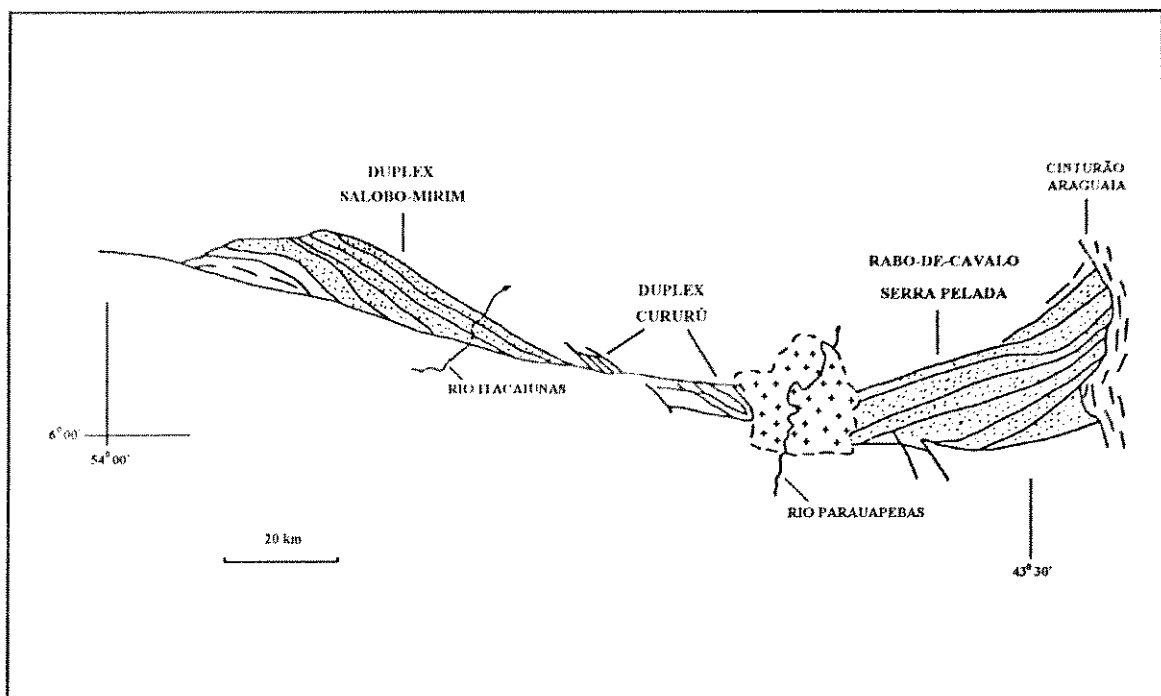 DUPLEX
SALOBO-MIRIM
CINTURÃO
ARAGUAIA
RABO-DE-CAVALO
SERRA PELADA
DUPLEX
CURURÚ
RIO ITACAIUNAS
6°00'
54°00'
RIO PARAUAPEBAS
20 km
43°30'